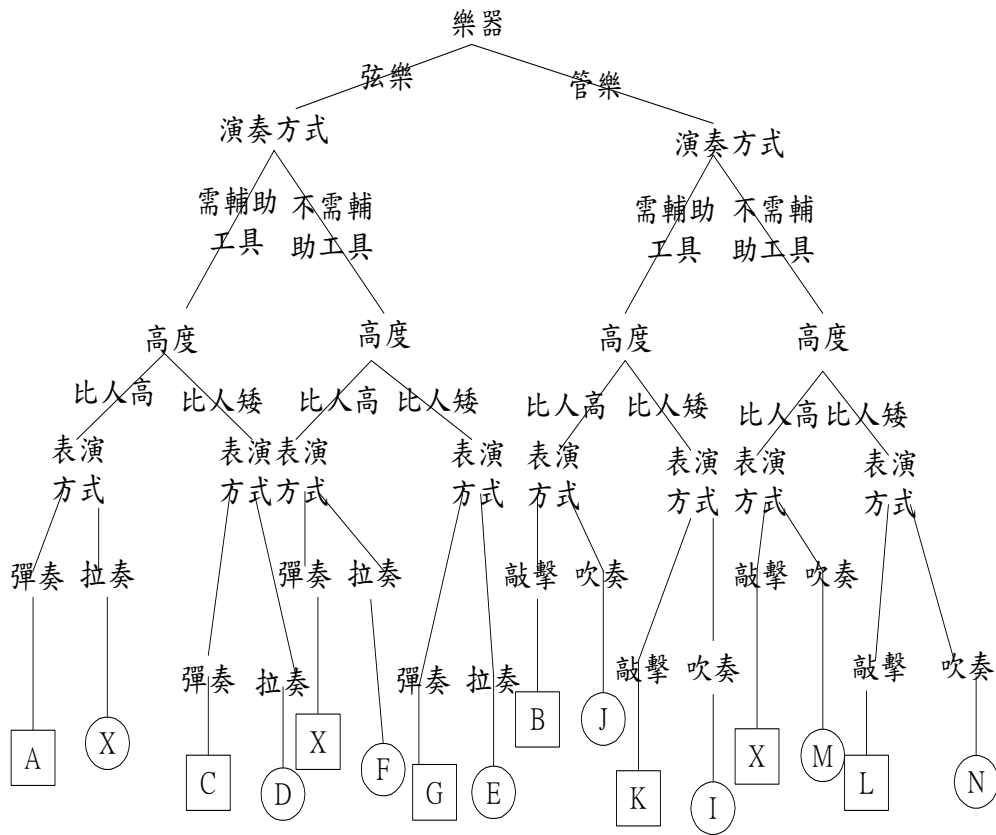 樂器
弦樂
管樂
演奏方式
演奏方式
需輔助
工具
不需輔
助工具
需輔助
工具
不需輔
助工具
高度
高度
高度
高度
比人高
比人矮
比人高
比人矮
比人高
比人矮
比人高
比人矮
表演
方式
表演
方式
表演
方式
表演
方式
表演
方式
表演
方式
表演
方式
表演
方式
彈奏
拉奏
彈奏
拉奏
敲擊
吹奏
敲擊
吹奏
彈奏
拉奏
彈奏
拉奏
敲擊
吹奏
敲擊
吹奏
A
X
C
D
X
F
G
E
B
J
K
I
X
M
L
N